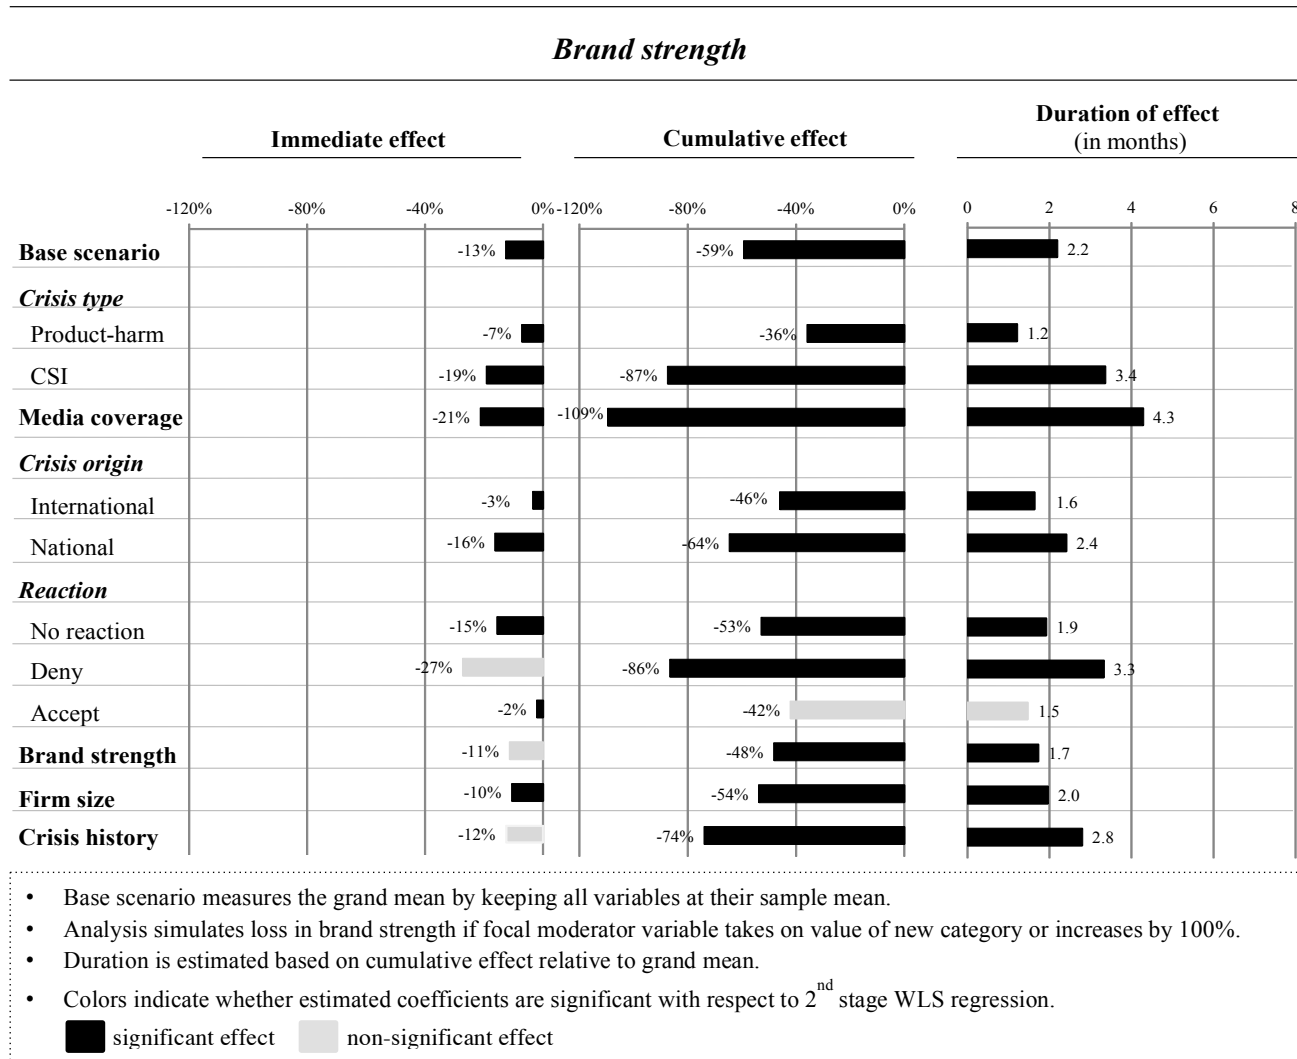 Brand strength
Immediate effect
Cumulative effect
Duration of effect
(in months)
-120% -80% -40% 0% -120% -80% -40% 0% 0 2 4 6 8
Base scenario -13% -59% 2.2
Crisis type
Product-harm -7% -36% 1.2
CSI -19% -87% 3.4
Media coverage -21% -109% 4.3
Crisis origin
International -3% -46% 1.6
National -16% -64% 2.4
Reaction
No reaction -15% -53% 1.9
Deny -27% -86% 3.3
Accept -2% -42% 1.5
Brand strength -11% -48% 1.7
Firm size -10% -54% 2.0
Crisis history -12% -74% 2.8
• Base scenario measures the grand mean by keeping all variables at their sample mean.
• Analysis simulates loss in brand strength if focal moderator variable takes on value of new category or increases by 100%.
• Duration is estimated based on cumulative effect relative to grand mean.
• Colors indicate whether estimated coefficients are significant with respect to 2nd stage WLS regression.
significant effect non-significant effect